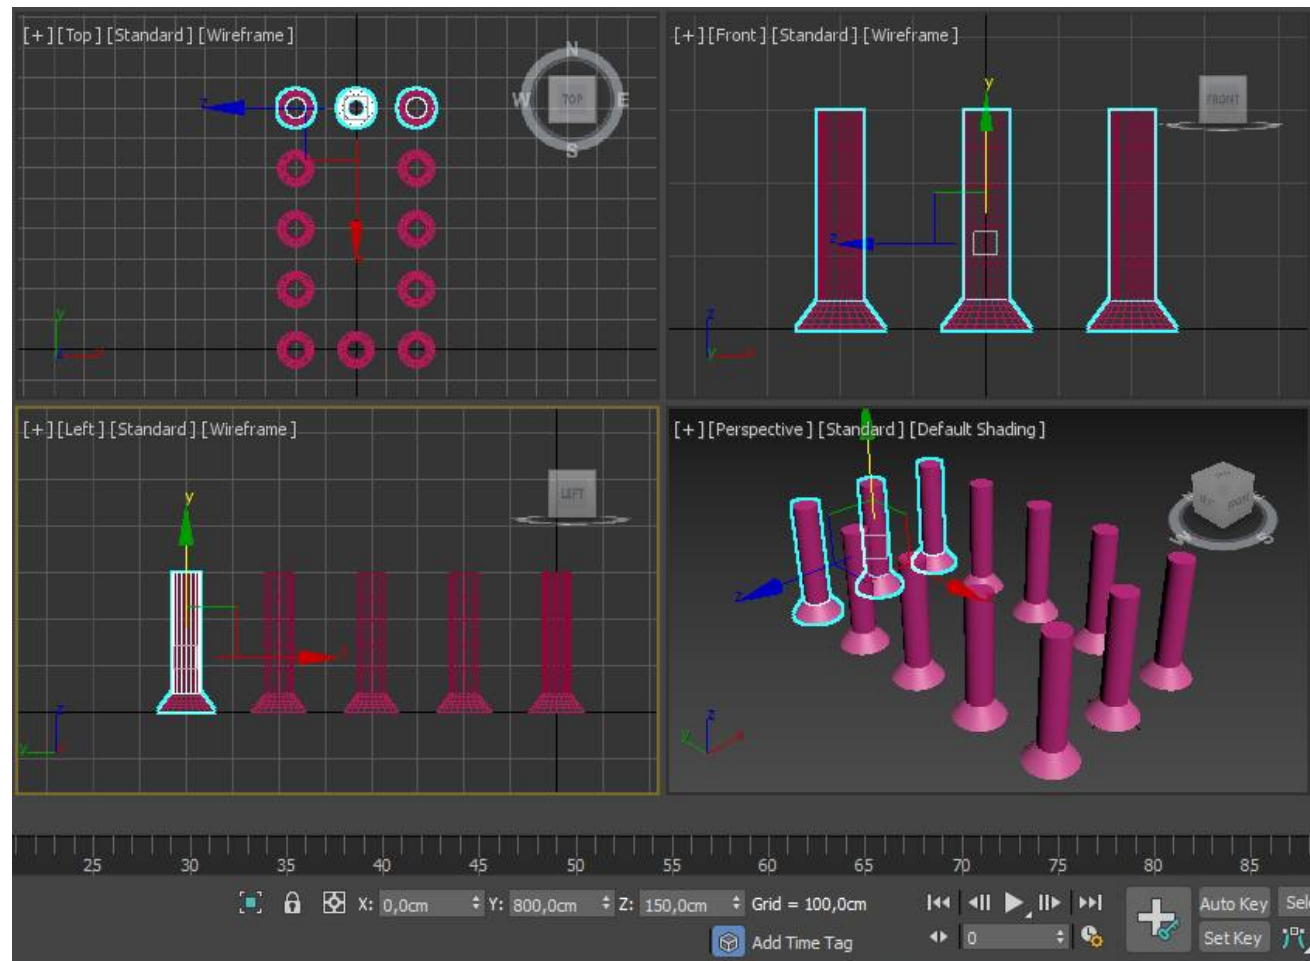 [+] [Top] [Standard] [Wireframe]
N
W TOP E
S
z
y
z x
[+] [Front] [Standard] [Wireframe]
FRONT
y
z
z
y
[+] [Left] [Standard] [Wireframe]
LEFT
y
z
y
[+] [Perspective] [Standard] [Default Shading]
z
W S
z
y x
25 30 35 40 45 50 55 60 65 70 75 80 85
X: 0,0cm Y: 800,0cm Z: 150,0cm Grid = 100,0cm Auto Key Sel
Add Time Tag 0 Set Key